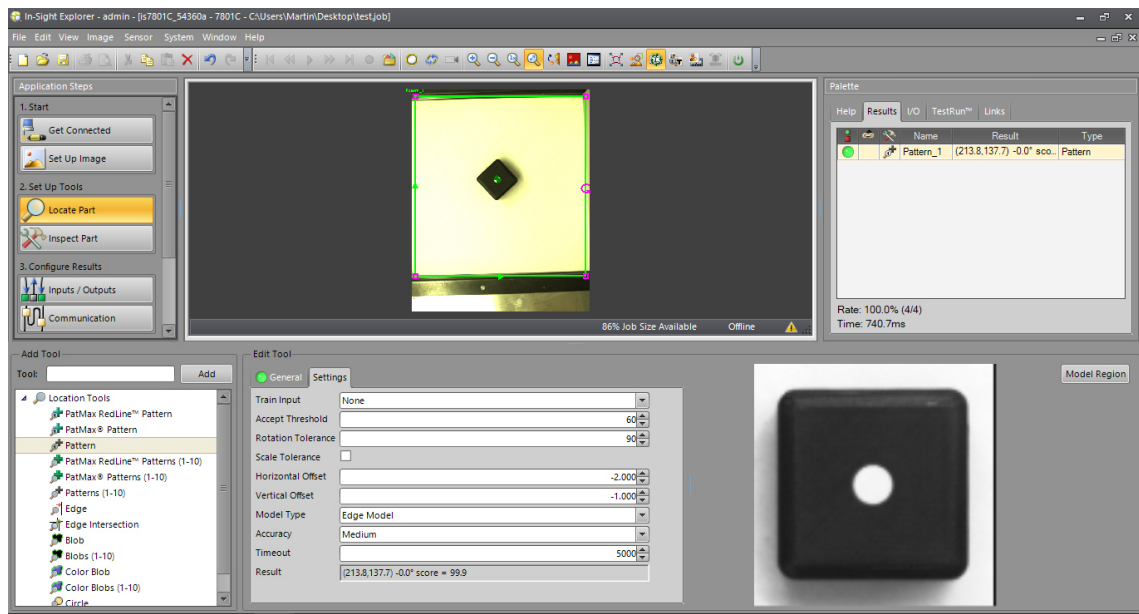 In-Sight Explorer - admin - [is7801C_54360a - 7801C - C:\Users\Martin\Desktop\test.job]
File Edit View Image Sensor System Window Help
Application Steps
1. Start
Get Connected
Set Up Image
2. Set Up Tools
Locate Part
Inspect Part
3. Configure Results
Inputs / Outputs
Communication
86% Job Size Available Offline
Palette
Help Results I/O TestRun™ Links
Name Result Type
Pattern_1 (213.8,137.7) -0.0° sco... Pattern
Rate: 100.0% (4/4)
Time: 740.7ms
Add Tool
Tool: Add
Location Tools
PatMax RedLine™ Pattern
PatMax® Pattern
Pattern
PatMax RedLine™ Patterns (1-10)
PatMax® Patterns (1-10)
Patterns (1-10)
Edge
Edge Intersection
Blob
Blobs (1-10)
Color Blob
Color Blobs (1-10)
Circle
Edit Tool
General Settings
Train Input None
Accept Threshold 60
Rotation Tolerance 90
Scale Tolerance
Horizontal Offset -2.000
Vertical Offset -1.000
Model Type Edge Model
Accuracy Medium
Timeout 5000
Result (213.8,137.7) -0.0° score = 99.9
Model Region